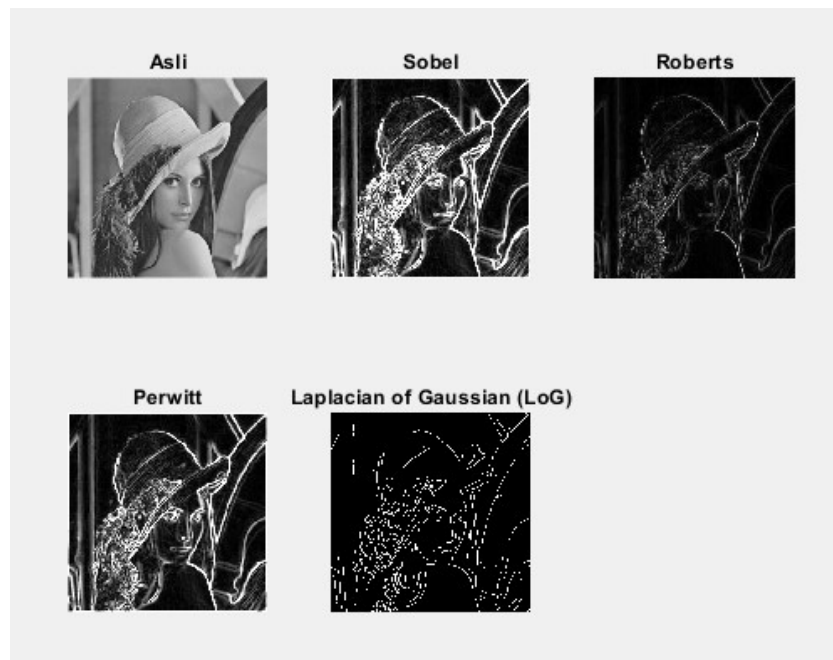 Asli
Sobel
Roberts
Perwitt
Laplacian of Gaussian (LoG)